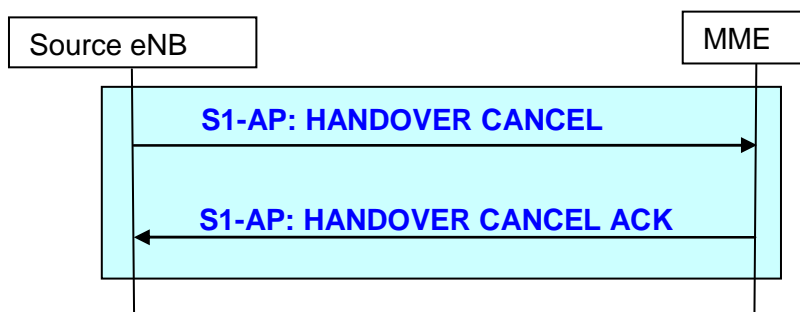 Source eNB
MME
S1-AP: HANDOVER CANCEL
S1-AP: HANDOVER CANCEL ACK